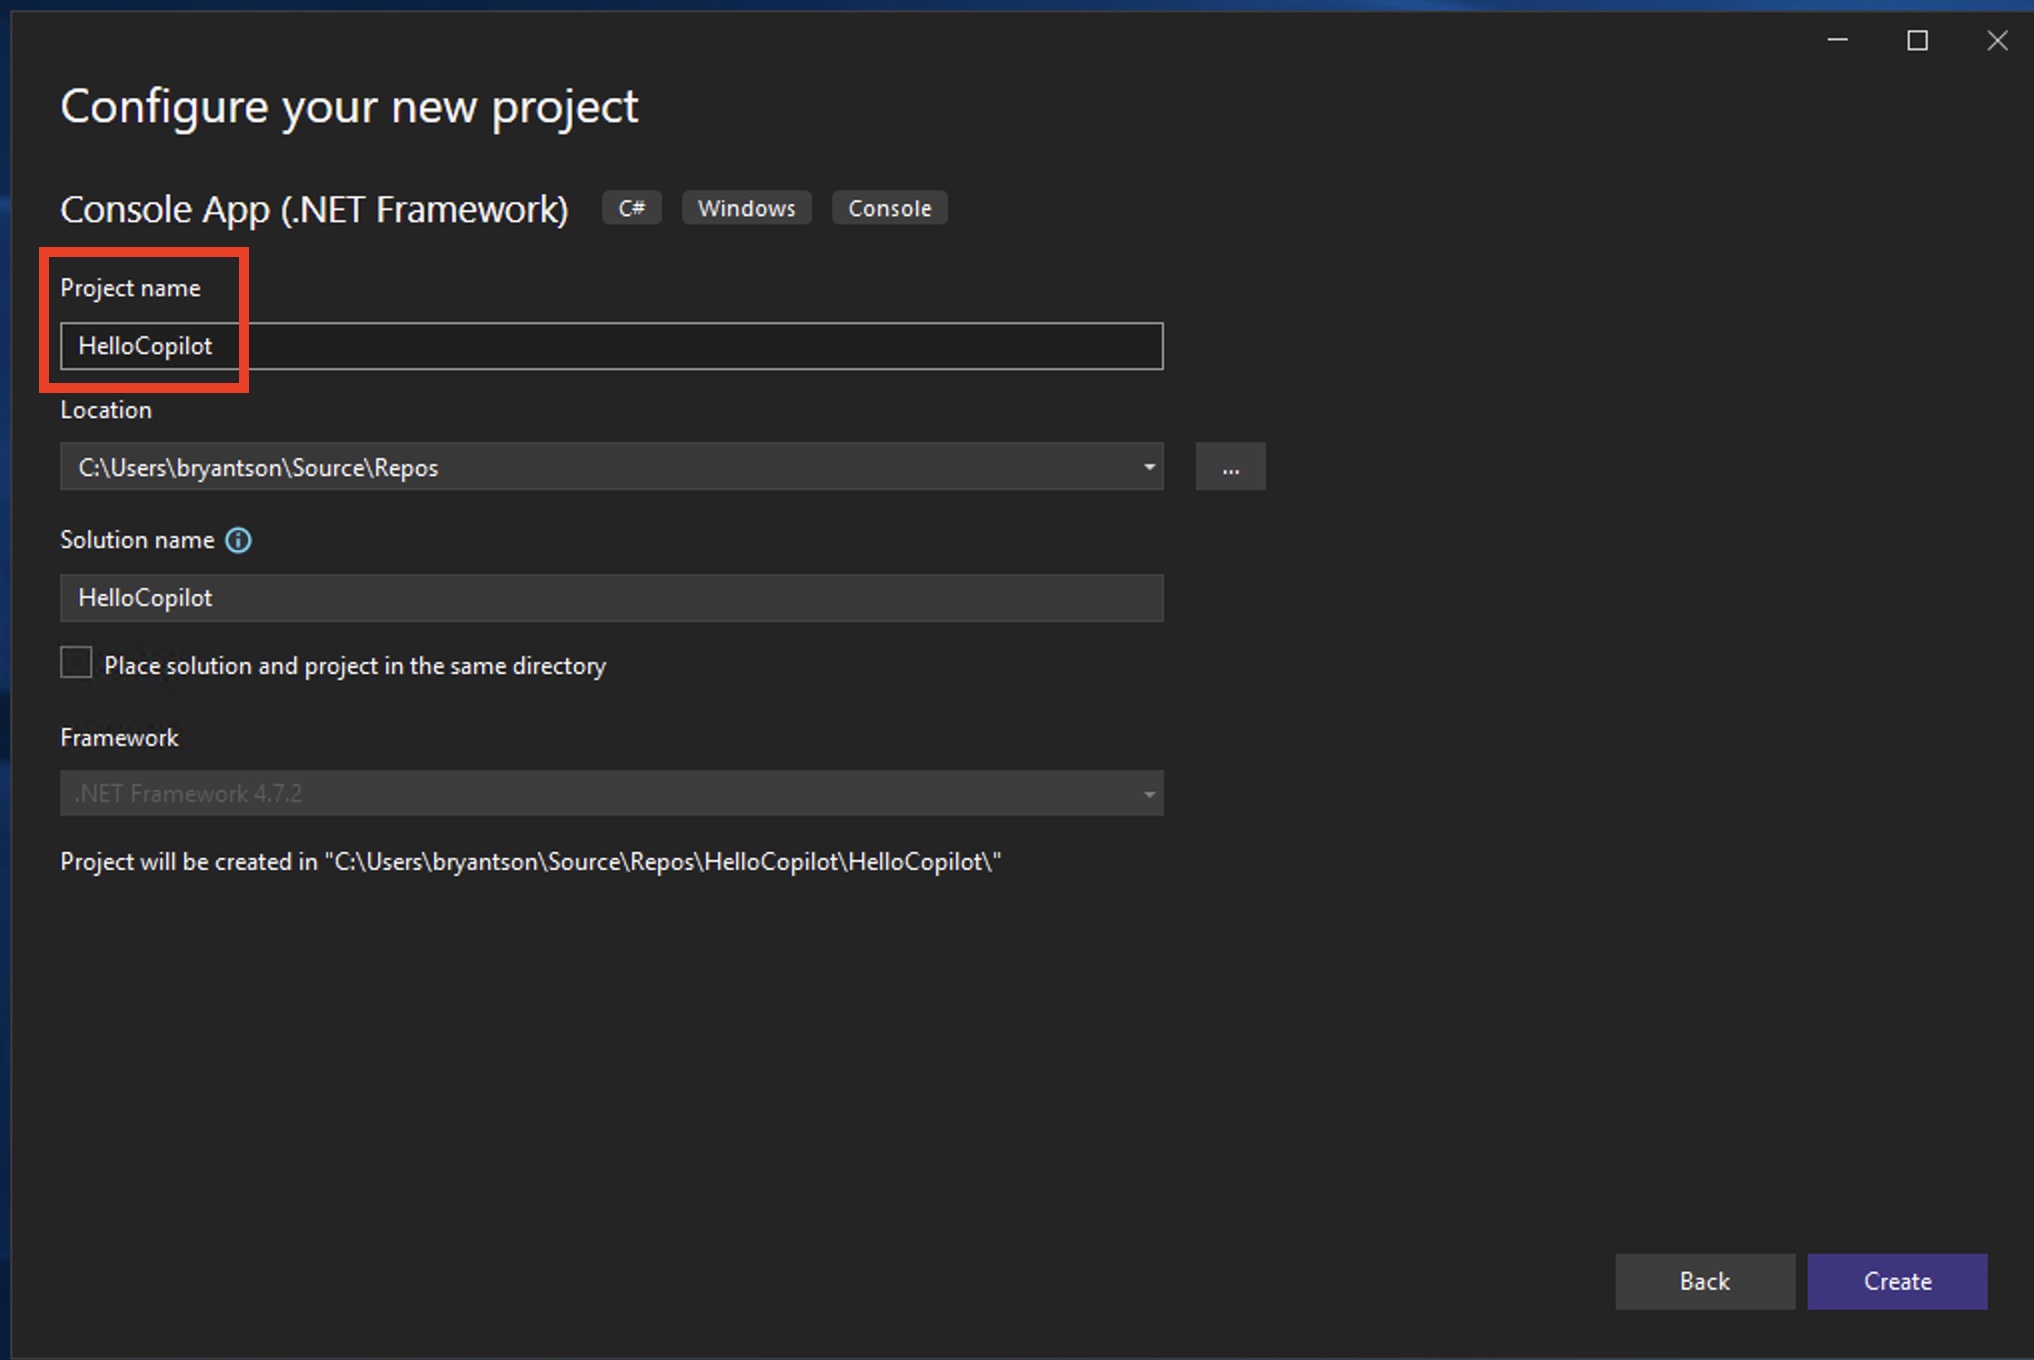 Configure your new project
Console App (.NET Framework) C# Windows Console
Project name
HelloCopilot
Location
C:\Users\bryantson\Source\Repos ...
Solution name
HelloCopilot
Place solution and project in the same directory
Framework
.NET Framework 4.7.2
Project will be created in "C:\Users\bryantson\Source\Repos\HelloCopilot\HelloCopilot\"
Back Create